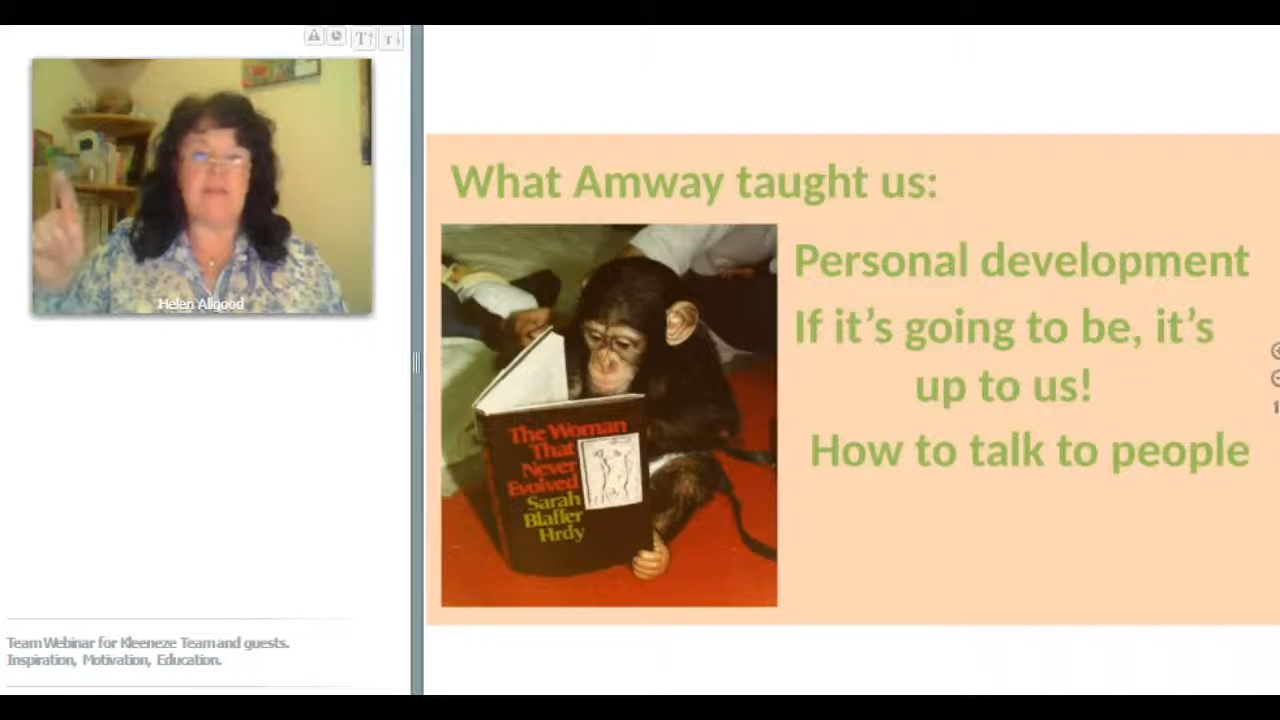 T↑ T↓
Helen Allgood
What Amway taught us:
Personal development
If it’s going to be, it’s
up to us!
How to talk to people
The Woman
That
Never
Evolved
Sarah
Blaffer
Hrdy
Team Webinar for Kleeneze Team and guests.
Inspiration, Motivation, Education.